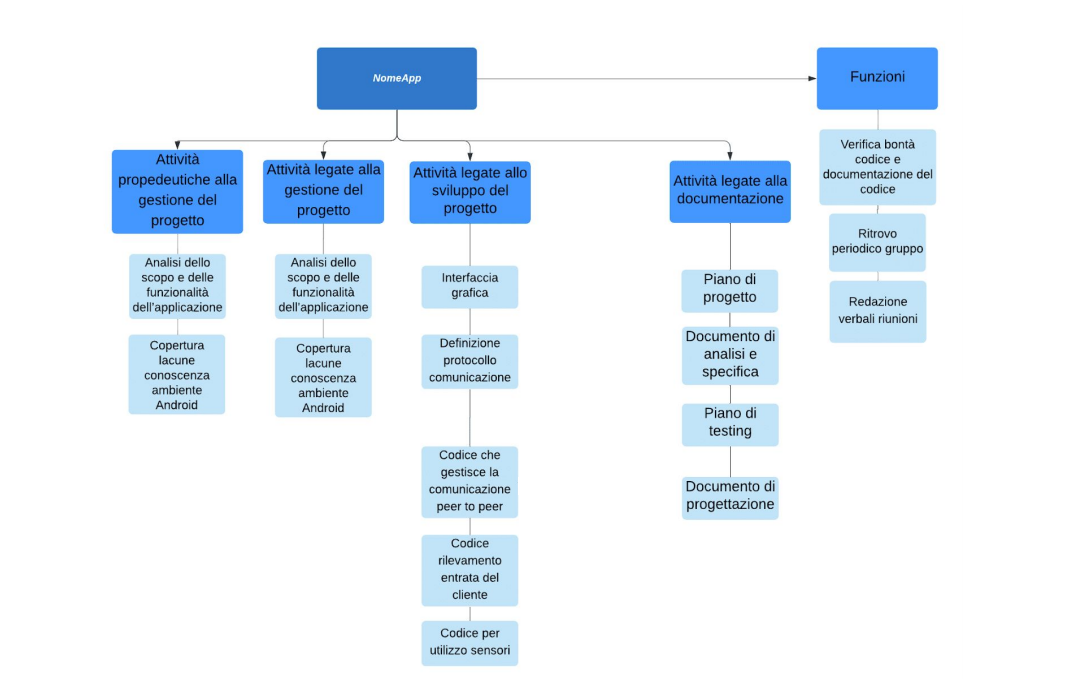 NomeApp
Funzioni
Attività
propedeutiche alla
gestione del
progetto
Analisi dello
scopo e delle
funzionalità
dell'applicazione
Copertura
lacune
conoscenza
ambiente
Android
Attività legate alla
gestione del
progetto
Analisi dello
scopo e delle
funzionalità
dell'applicazione
Copertura
lacune
conoscenza
ambiente
Android
Attività legate allo
sviluppo del
progetto
Interfaccia
grafica
Definizione
protocollo
comunicazione
Codice che
gestisce la
comunicazione
peer to peer
Codice
rilevamento
entrata del
cliente
Codice per
utilizzo sensori
Attività legate alla
documentazione
Piano di
progetto
Documento di
analisi e
specifica
Piano di
testing
Documento di
progettazione
Verifica bontà
codice e
documentazione del
codice
Ritrovo
periodico gruppo
Redazione
verbali riunioni